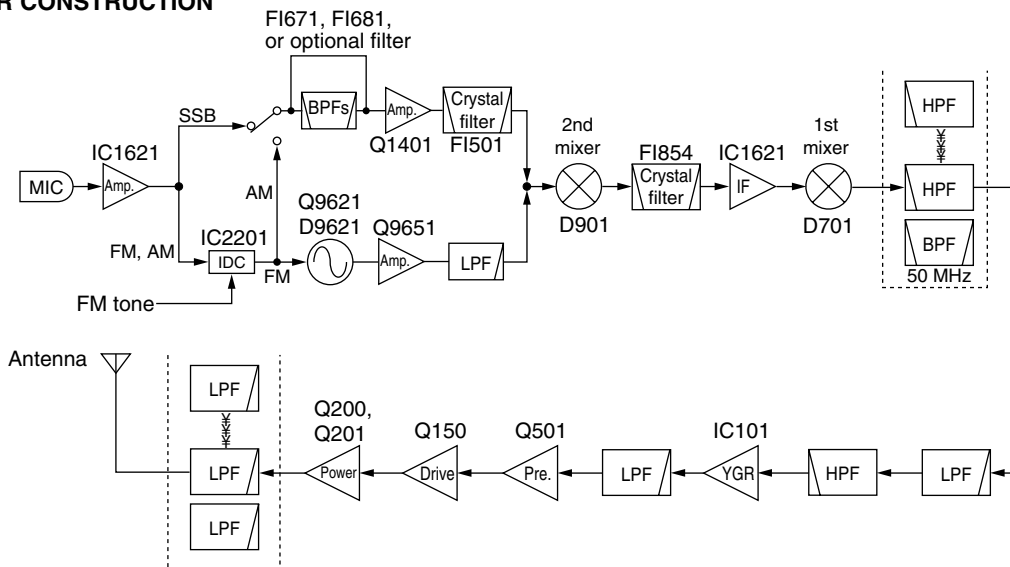 R CONSTRUCTION
FI671, FI681,
or optional filter
BPFs
SSB
Amp.
Q1401
Crystal
filter
FI501
2nd
mixer
D901
FI854
Crystal
filter
IC1621
IF
1st
mixer
D701
HPF
HPF
BPF
50 MHz
IC1621
MIC
Amp.
AM
FM, AM
IC2201
IDC
FM
Q9621
D9621
Q9651
Amp.
LPF
FM tone
Antenna
LPF
LPF
LPF
Q200,
Q201
Power
Q150
Drive
Q501
Pre.
LPF
IC101
YGR
HPF
LPF